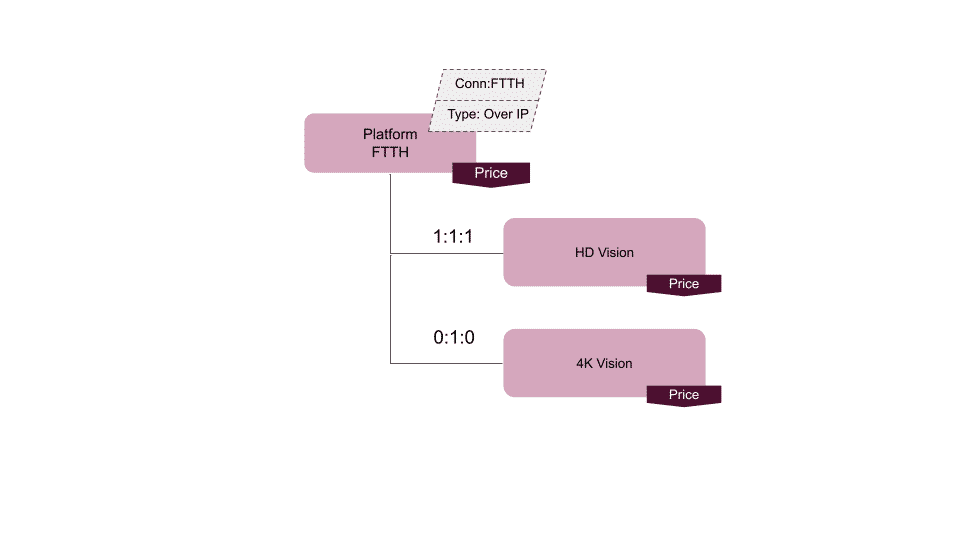 Conn:FTTH
Type: Over IP
Platform
FTTH
Price
1:1:1
HD Vision
Price
0:1:0
4K Vision
Price